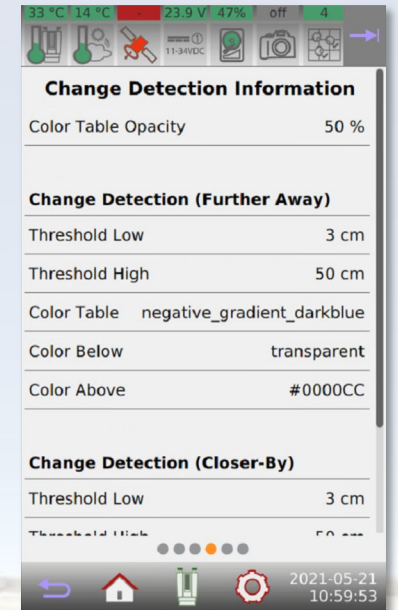 33 °C 14 °C - 23.9 V 47% off 4
11-34VDC
Change Detection Information
Color Table Opacity 50 %
Change Detection (Further Away)
Threshold Low 3 cm
Threshold High 50 cm
Color Table negative_gradient_darkblue
Color Below transparent
Color Above #0000CC
Change Detection (Closer-By)
Threshold Low 3 cm
2021-05-21
10:59:53